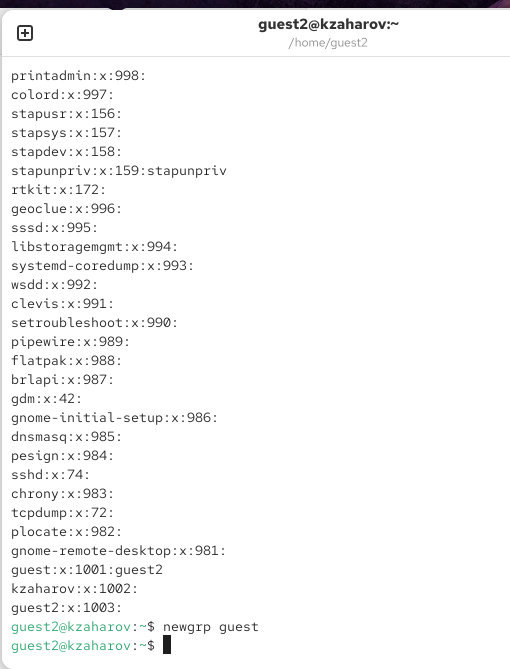 guest2@kzaharov:~
/home/guest2
printadmin:x:998:
colord:x:997:
stapusr:x:156:
stapsys:x:157:
stapdev:x:158:
stapunpriv:x:159:stapunpriv
rtkit:x:172:
geoclue:x:996:
sssd:x:995:
libstoragemgmt:x:994:
systemd-coredump:x:993:
wsdd:x:992:
clevis:x:991:
setroubleshoot:x:990:
pipewire:x:989:
flatpak:x:988:
brlapi:x:987:
gdm:x:42:
gnome-initial-setup:x:986:
dnsmasq:x:985:
pesign:x:984:
sshd:x:74:
chrony:x:983:
tcpdump:x:72:
plocate:x:982:
gnome-remote-desktop:x:981:
guest:x:1001:guest2
kzaharov:x:1002:
guest2:x:1003:
guest2@kzaharov:~$ newgrp guest
guest2@kzaharov:~$